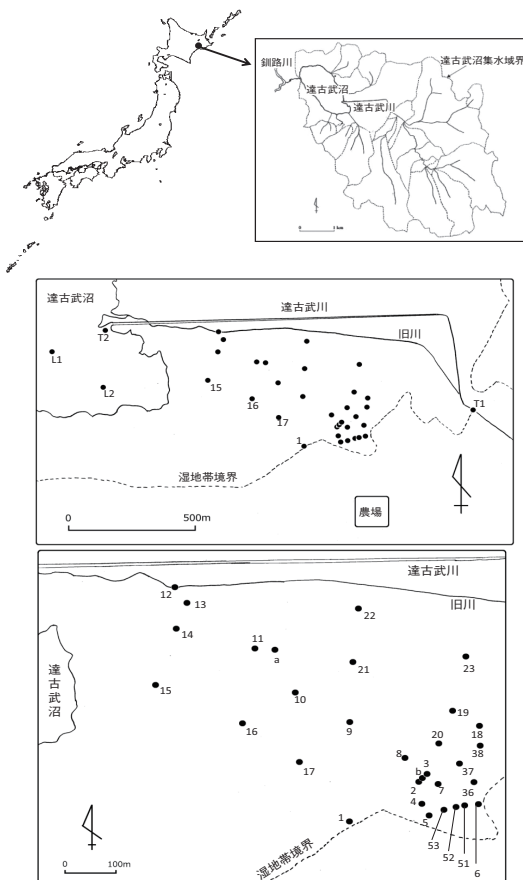 釧路川
達古武沼集水域界
達古武沼
達古武川
0 1 km
達古武沼
達古武川
T2
旧川
L1
L2
15
16
17
T1
1
湿地帯境界
農場
0 500m
達古武川
旧川
12
13
22
14
11
a
21
23
達古武沼
15
10
19
16
9
18
20
38
8
3
37
17
b
2
7
36
4
1
5
53
52
51
6
湿地帯境界
0 100m